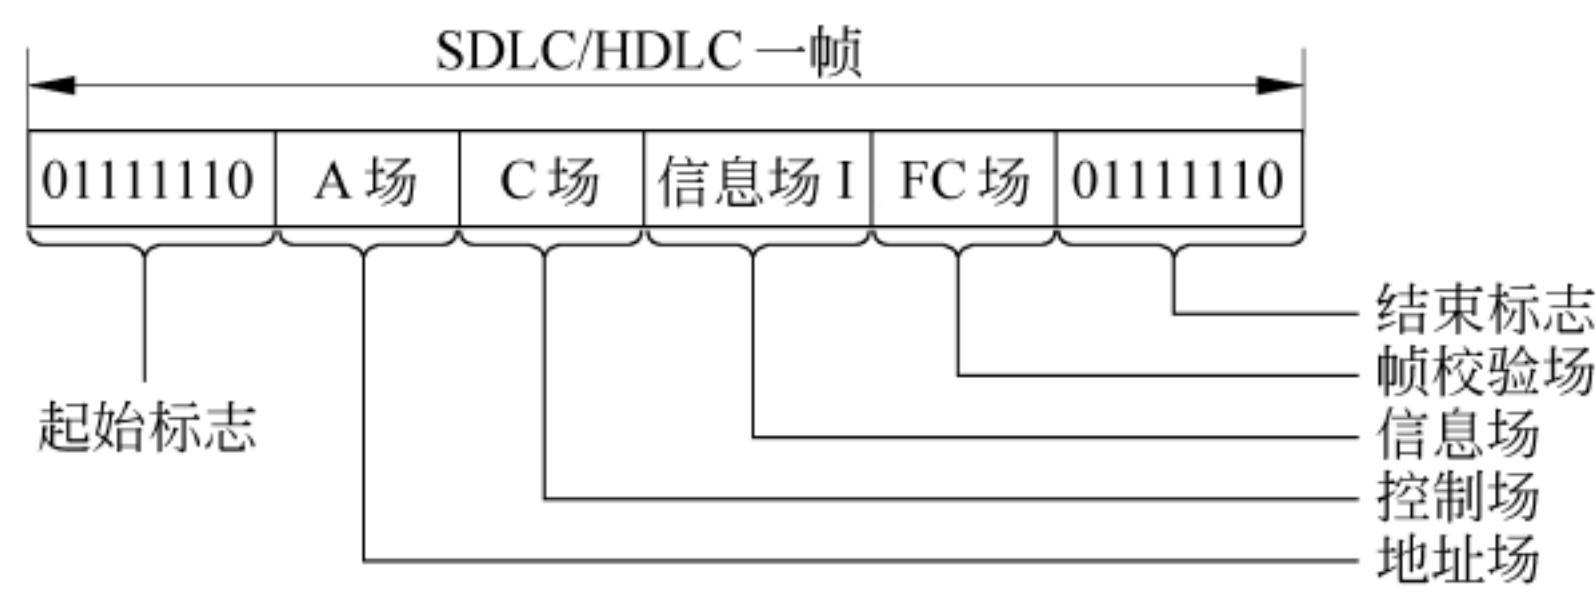 SDLC/HDLC 一帧
01111110 A 场 C 场 信息场 I FC 场 01111110
结束标志
帧校验场
起始标志
信息场
控制场
地址场